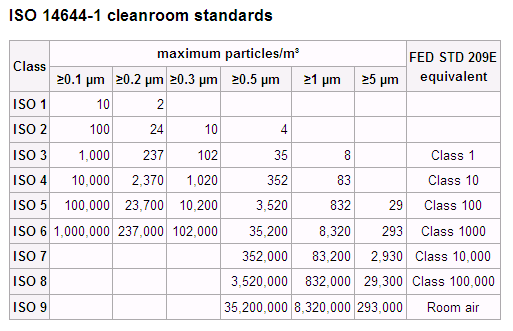 ISO 14644-1 cleanroom standards
Class maximum particles/m³ FED STD 209E equivalent
≥0.1 µm ≥0.2 µm ≥0.3 µm ≥0.5 µm ≥1 µm ≥5 µm
ISO 1 10 2
ISO 2 100 24 10 4
ISO 3 1,000 237 102 35 8 Class 1
ISO 4 10,000 2,370 1,020 352 83 Class 10
ISO 5 100,000 23,700 10,200 3,520 832 29 Class 100
ISO 6 1,000,000 237,000 102,000 35,200 8,320 293 Class 1000
ISO 7 352,000 83,200 2,930 Class 10,000
ISO 8 3,520,000 832,000 29,300 Class 100,000
ISO 9 35,200,000 8,320,000 293,000 Room air